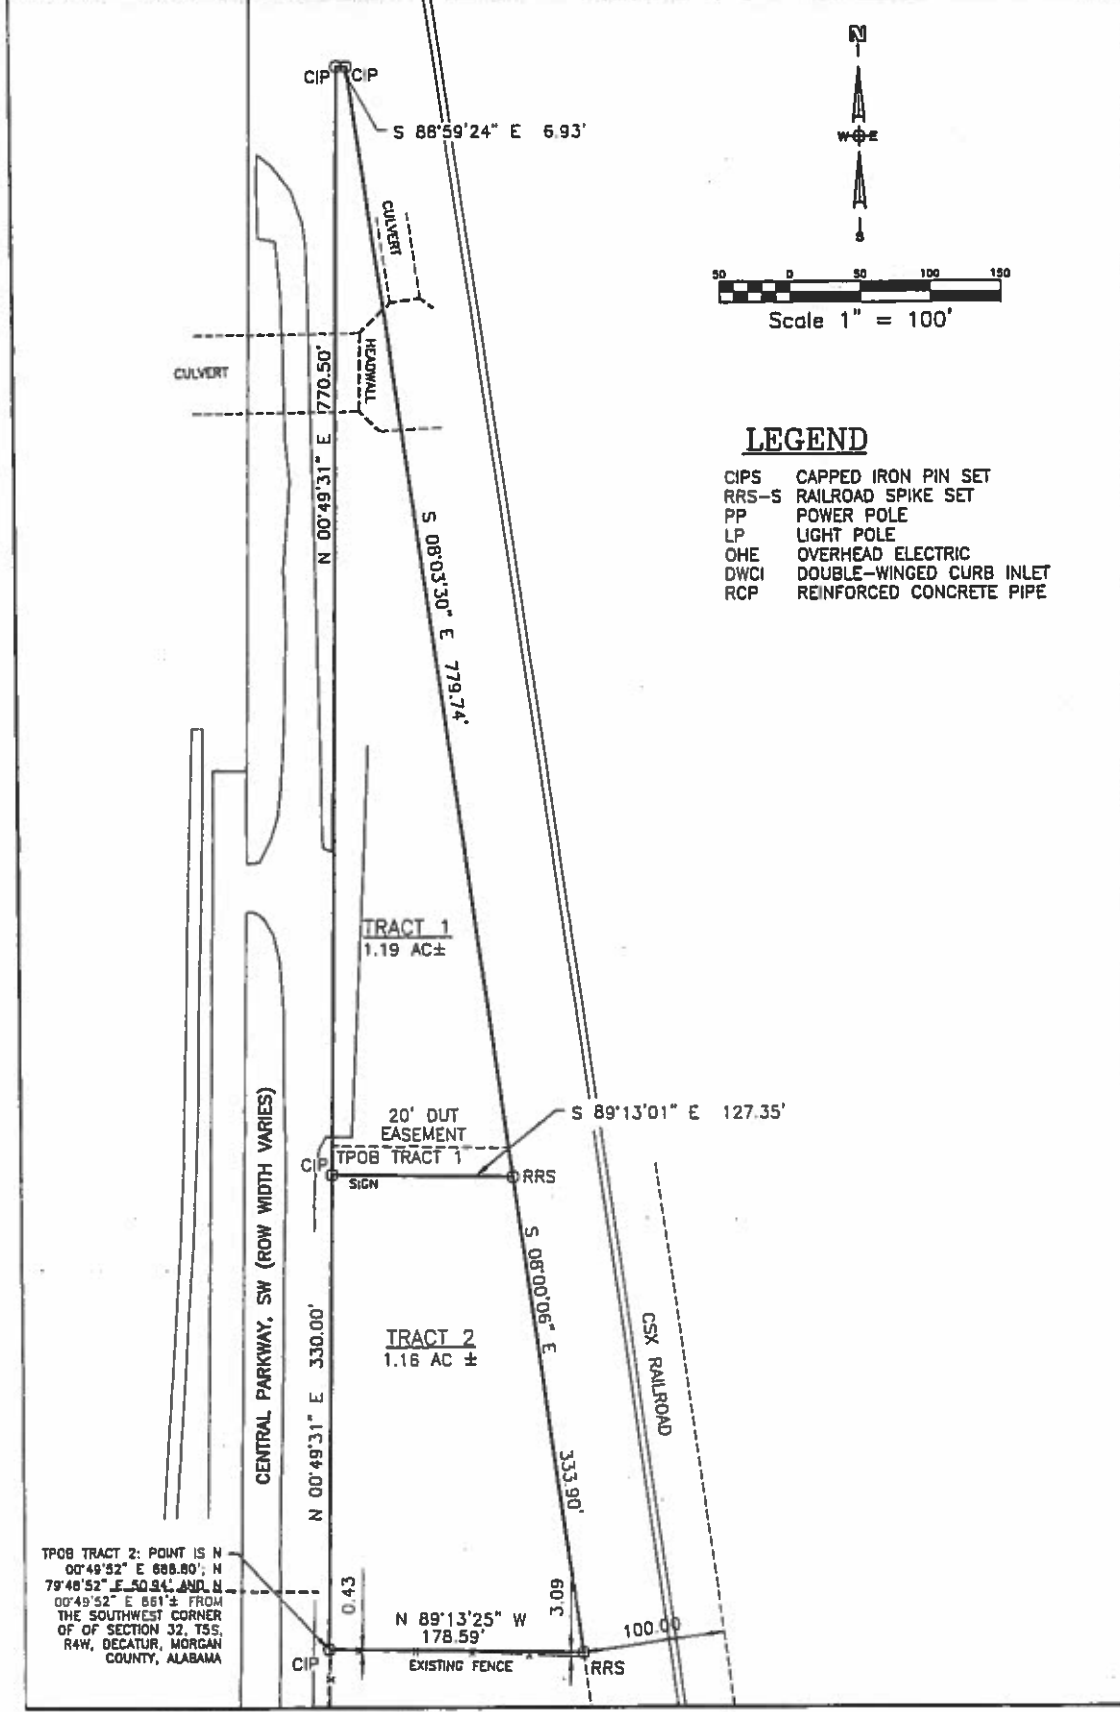 N
W E
S
CIP CIP
S 88°59'24" E 6.93'
50 0 50 100 150
Scale 1" = 100'
CULVERT
CULVERT
HEADWALL
N 00°49'31" E 770.50'
LEGEND
CIPS CAPPED IRON PIN SET
RRS-S RAILROAD SPIKE SET
PP POWER POLE
LP LIGHT POLE
OHE OVERHEAD ELECTRIC
DWCI DOUBLE-WINGED CURB INLET
RCP REINFORCED CONCRETE PIPE
S 08°03'30" E 779.74'
TRACT 1
1.19 AC±
20' DUT
EASEMENT
S 89°13'01" E 127.35'
TPOB TRACT 1
CIP
SIGN
RRS
CENTRAL PARKWAY, SW (ROW WIDTH VARIES)
S 08°00'06" E 333.90'
CSX RAILROAD
N 00°49'31" E 330.00'
TRACT 2
1.16 AC ±
TPOB TRACT 2: POINT IS N
00°49'52" E 688.80'; N
79°48'52" E 50.94' AND N
00°49'52" E 661'± FROM
THE SOUTHWEST CORNER
OF OF SECTION 32, T5S,
R4W, DECATUR, MORGAN
COUNTY, ALABAMA
0.43
3.09
N 89°13'25" W
178.59'
100.00
CIP
EXISTING FENCE
RRS